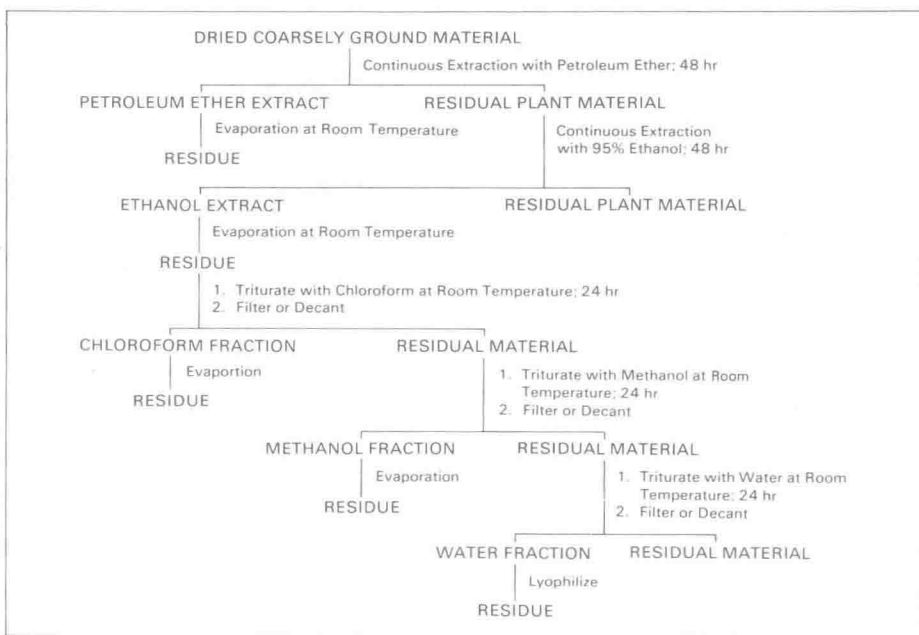 DRIED COARSELY GROUND MATERIAL
Continuous Extraction with Petroleum Ether; 48 hr
PETROLEUM ETHER EXTRACT
RESIDUAL PLANT MATERIAL
Evaporation at Room Temperature
Continuous Extraction
with 95% Ethanol; 48 hr
RESIDUE
ETHANOL EXTRACT
RESIDUAL PLANT MATERIAL
Evaporation at Room Temperature
RESIDUE
1. Triturate with Chloroform at Room Temperature; 24 hr
2. Filter or Decant
CHLOROFORM FRACTION
RESIDUAL MATERIAL
Evaportion
1. Triturate with Methanol at Room
Temperature; 24 hr
2. Filter or Decant
RESIDUE
METHANOL FRACTION
RESIDUAL MATERIAL
Evaporation
1. Triturate with Water at Room
Temperature; 24 hr
2. Filter or Decant
RESIDUE
WATER FRACTION
RESIDUAL MATERIAL
Lyophilize
RESIDUE